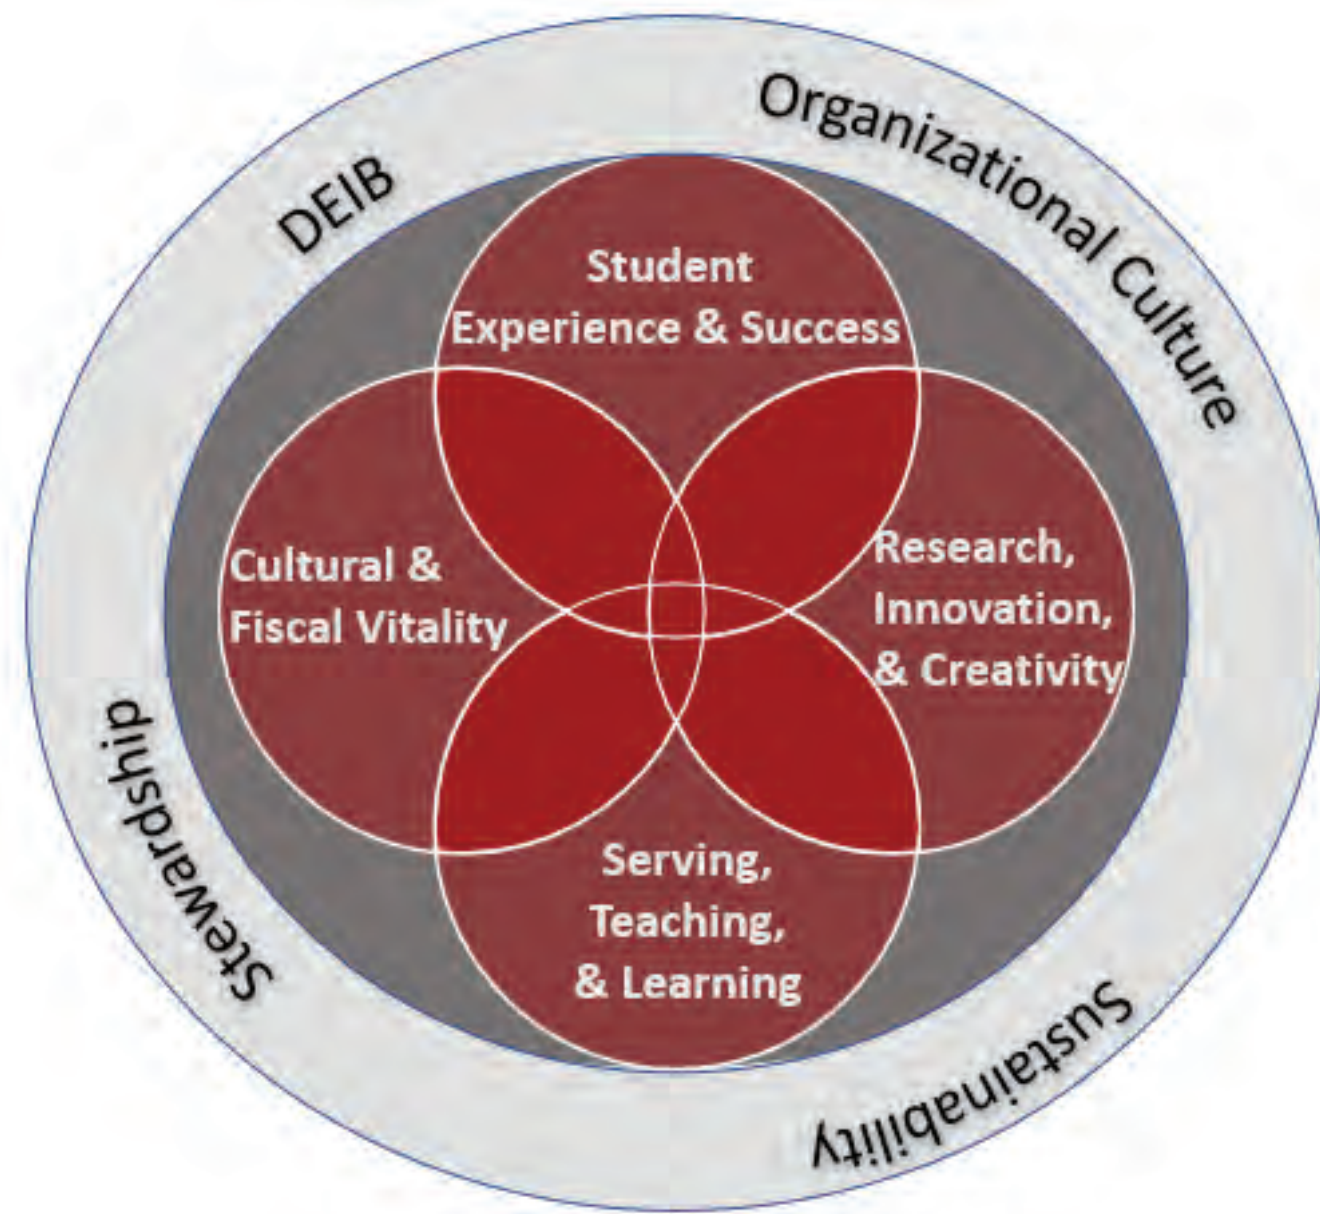 DEIB
Organizational Culture
Student
Experience & Success
Cultural &
Fiscal Vitality
Research,
Innovation,
& Creativity
Serving,
Teaching,
& Learning
Stewardship
Sustainability